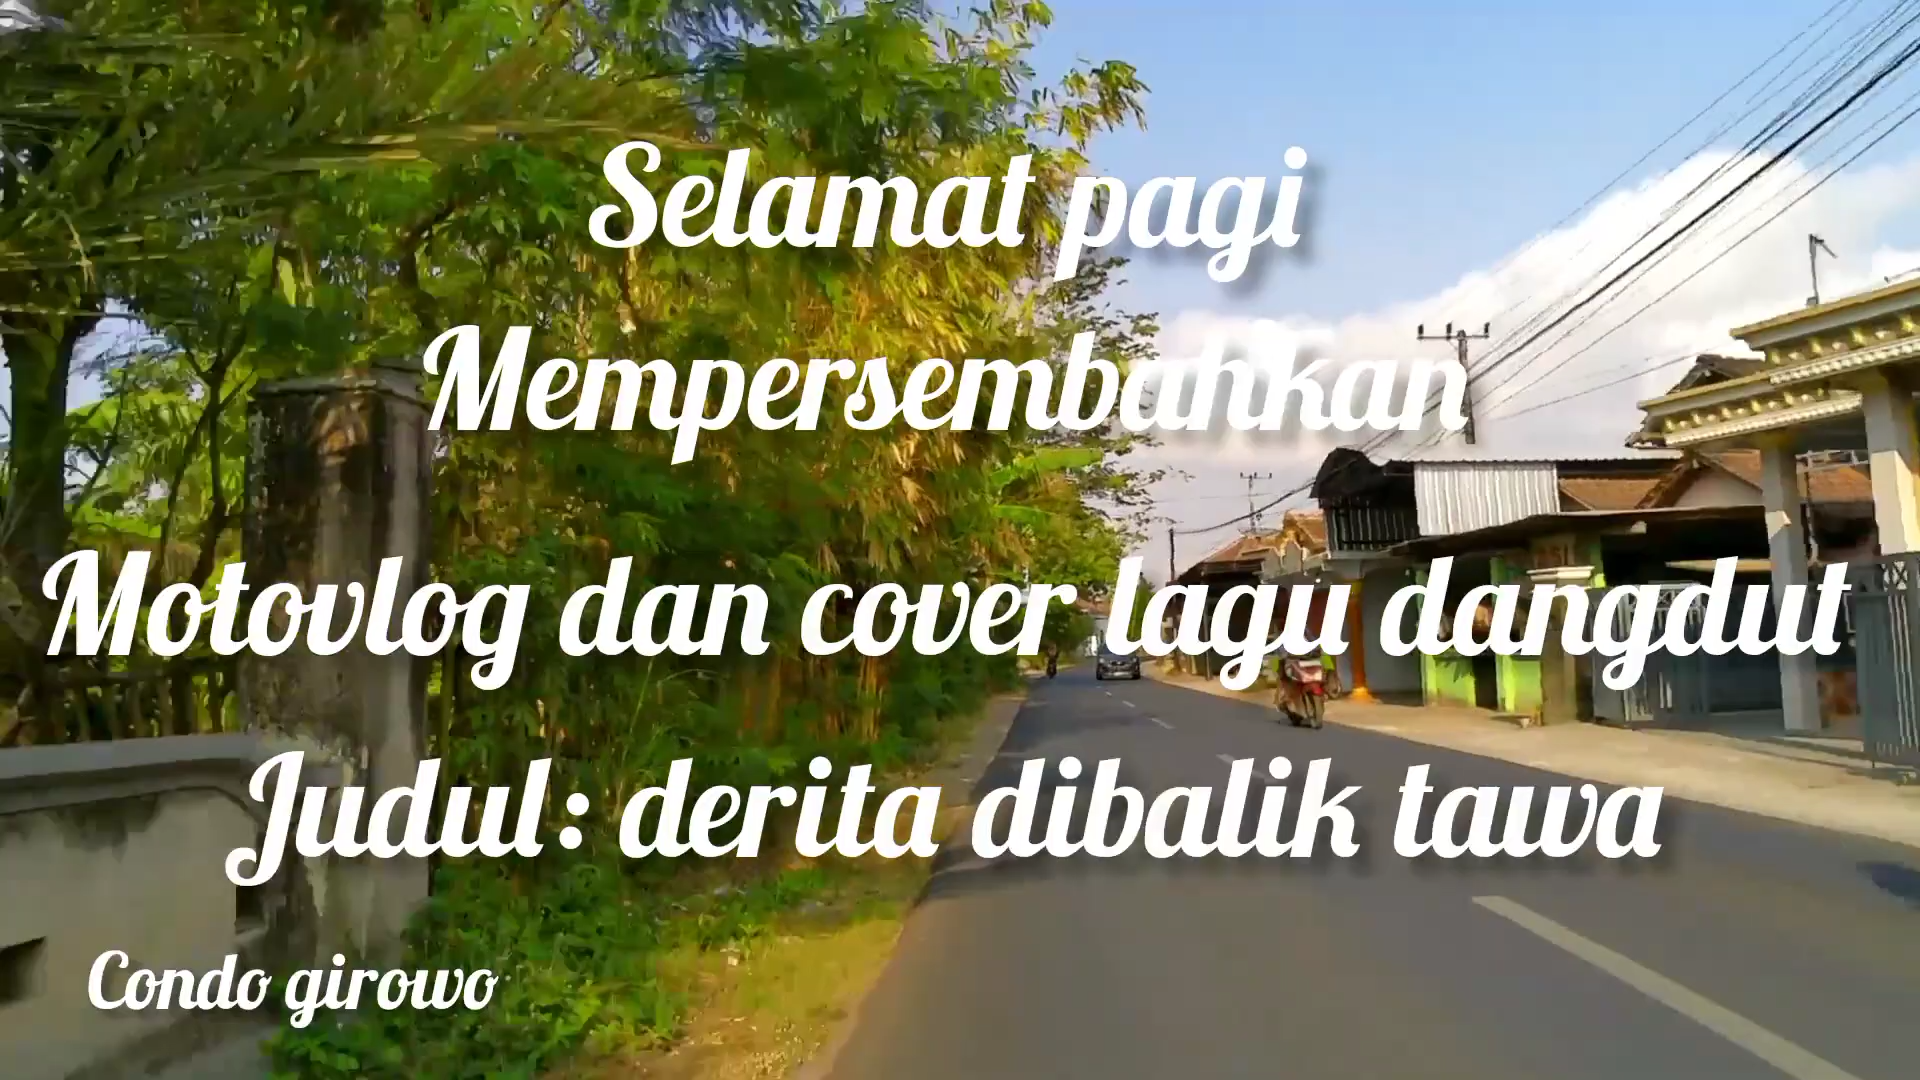 Selamat pagi
Mempersembahkan
Motovlog dan cover lagu dangdut
Judul: derita dibalik tawa
Condo girowo